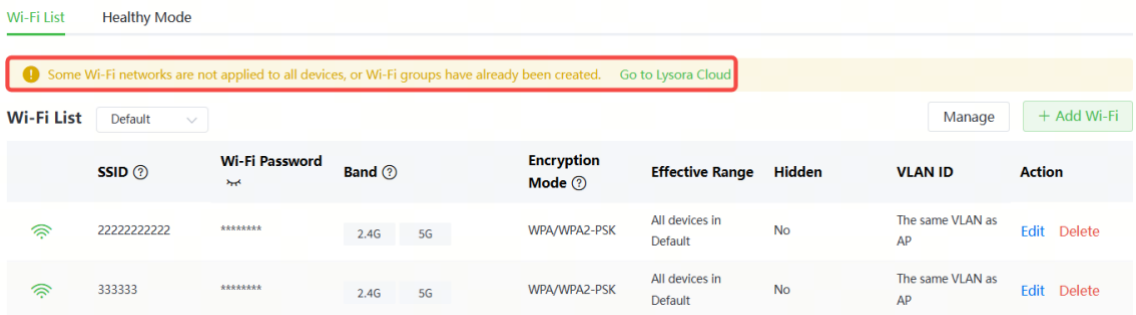 Wi-Fi List Healthy Mode
Some Wi-Fi networks are not applied to all devices, or Wi-Fi groups have already been created. Go to Lysora Cloud
Wi-Fi List Default Manage + Add Wi-Fi
SSID Wi-Fi Password Band Encryption Mode Effective Range Hidden VLAN ID Action
22222222222 ******** 2.4G 5G WPA/WPA2-PSK All devices in Default No The same VLAN as AP Edit Delete
333333 ******** 2.4G 5G WPA/WPA2-PSK All devices in Default No The same VLAN as AP Edit Delete